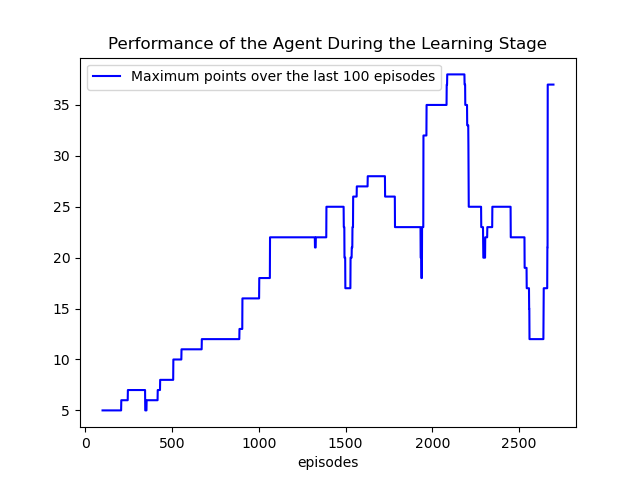 Performance of the Agent During the Learning Stage
Maximum points over the last 100 episodes
35
30
25
20
15
10
5
0 500 1000 1500 2000 2500
episodes